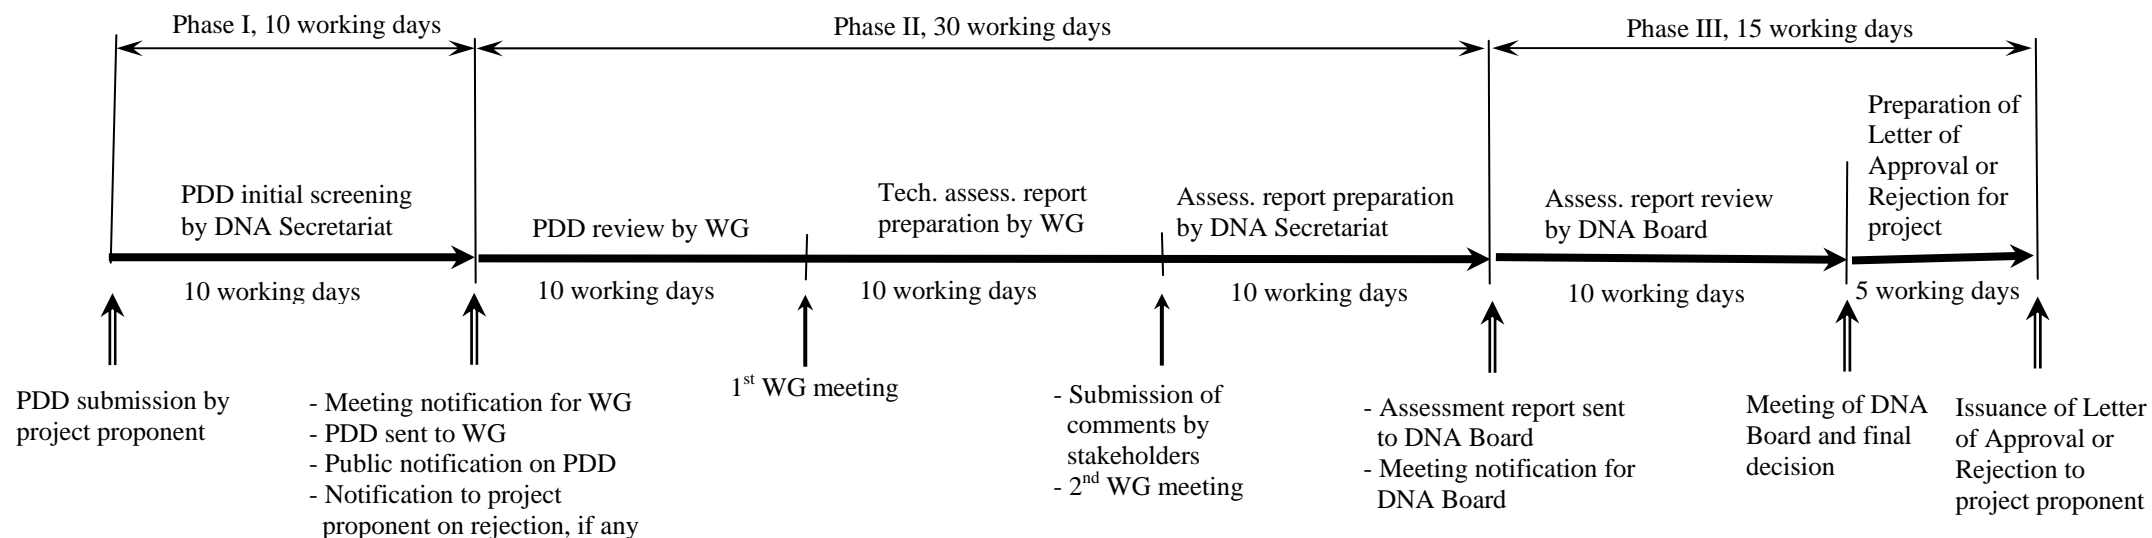 Phase I, 10 working days
Phase II, 30 working days
Phase III, 15 working days
PDD initial screening
by DNA Secretariat
PDD review by WG
Tech. assess. report
preparation by WG
Assess. report preparation
by DNA Secretariat
Assess. report review
by DNA Board
Preparation of
Letter of
Approval or
Rejection for
project
10 working days
10 working days
10 working days
10 working days
10 working days
5 working days
PDD submission by
project proponent
- Meeting notification for WG
- PDD sent to WG
- Public notification on PDD
- Notification to project
proponent on rejection, if any
1st WG meeting
- Submission of
comments by
stakeholders
- 2nd WG meeting
- Assessment report sent
to DNA Board
- Meeting notification for
DNA Board
Meeting of DNA
Board and final
decision
Issuance of Letter
of Approval or
Rejection to
project proponent